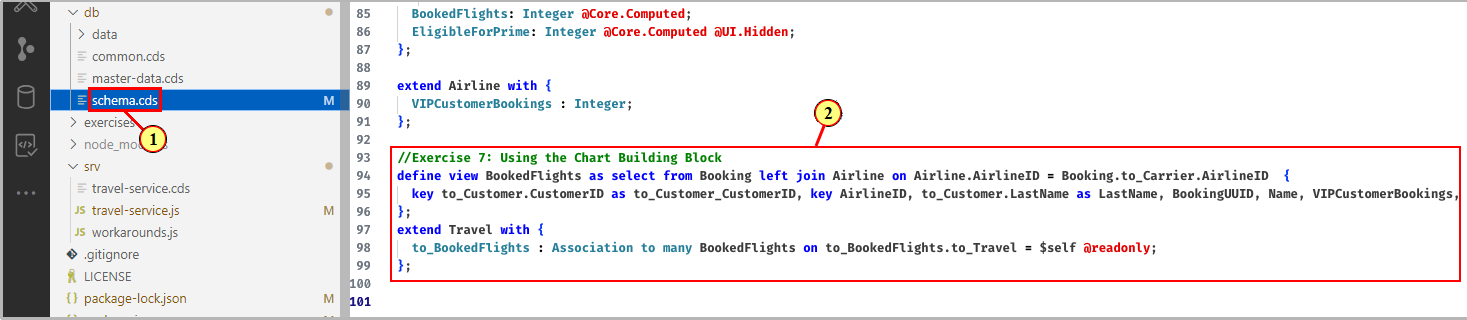 db
data
common.cds
master-data.cds
schema.cds M
exercises
node_mod s
srv
travel-service.cds
JS travel-service.js M
JS workarounds.js
.gitignore
LICENSE
{ } package-lock.json M
1
2
85 BookedFlights: Integer @Core.Computed;
86 EligibleForPrime: Integer @Core.Computed @UI.Hidden;
87 };
88
89 extend Airline with {
90 VIPCustomerBookings : Integer;
91 };
92
93 //Exercise 7: Using the Chart Building Block
94 define view BookedFlights as select from Booking left join Airline on Airline.AirlineID = Booking.to_Carrier.AirlineID {
95 key to_Customer.CustomerID as to_Customer_CustomerID, key AirlineID, to_Customer.LastName as LastName, BookingUUID, Name, VIPCustomerBookings,
96 };
97 extend Travel with {
98 to_BookedFlights : Association to many BookedFlights on to_BookedFlights.to_Travel = $self @readonly;
99 };
100
101